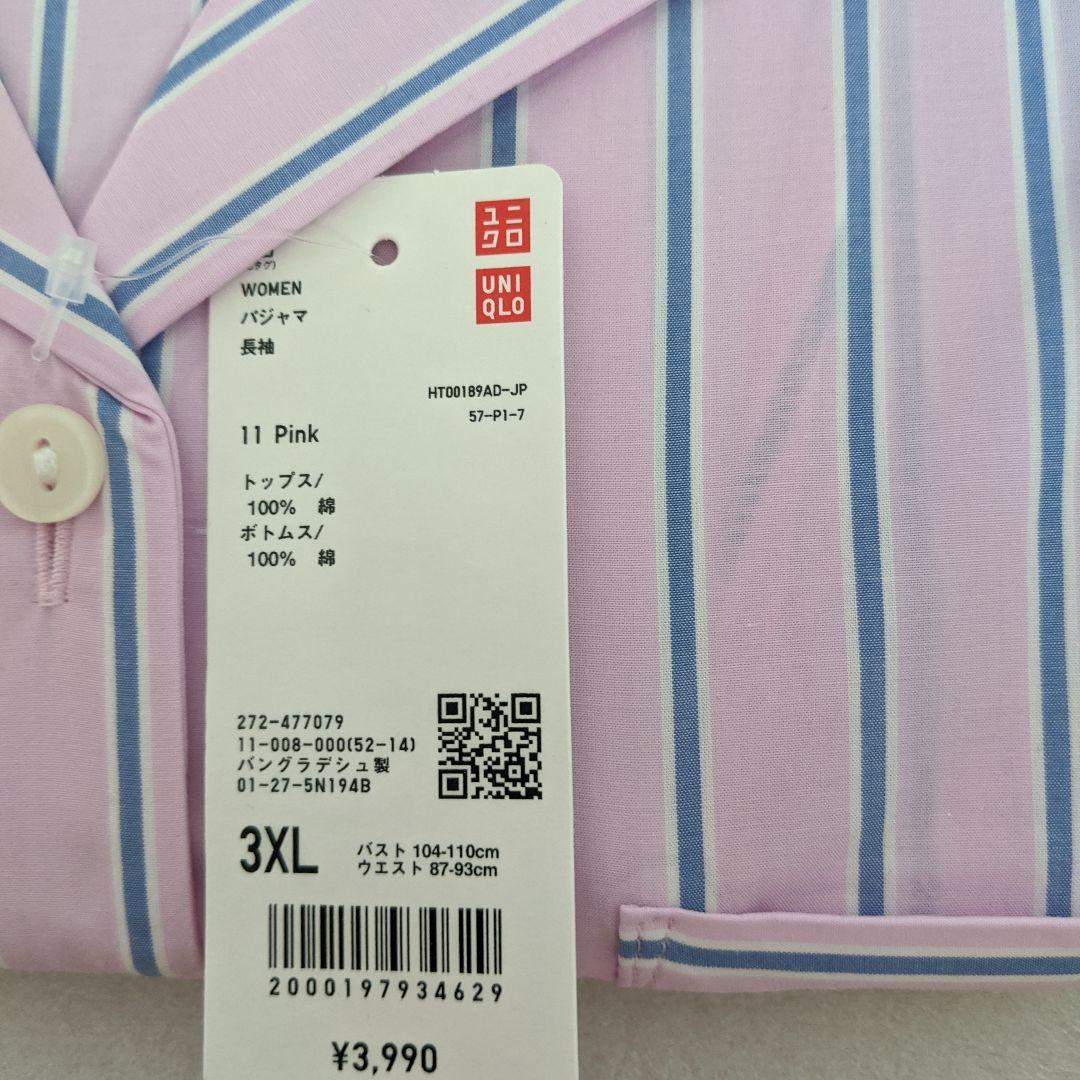 ユニ
クロ
UNI
QLO
WOMEN
パジャマ
長袖
HT00189AD-JP
57-P1-7
11 Pink
トップス/
100% 綿
ボトムス/
100% 綿
272-477079
11-008-000(52-14)
バングラデシュ製
01-27-5N194B
3XL
バスト 104-110cm
ウエスト 87-93cm
2000197934629
¥3,990